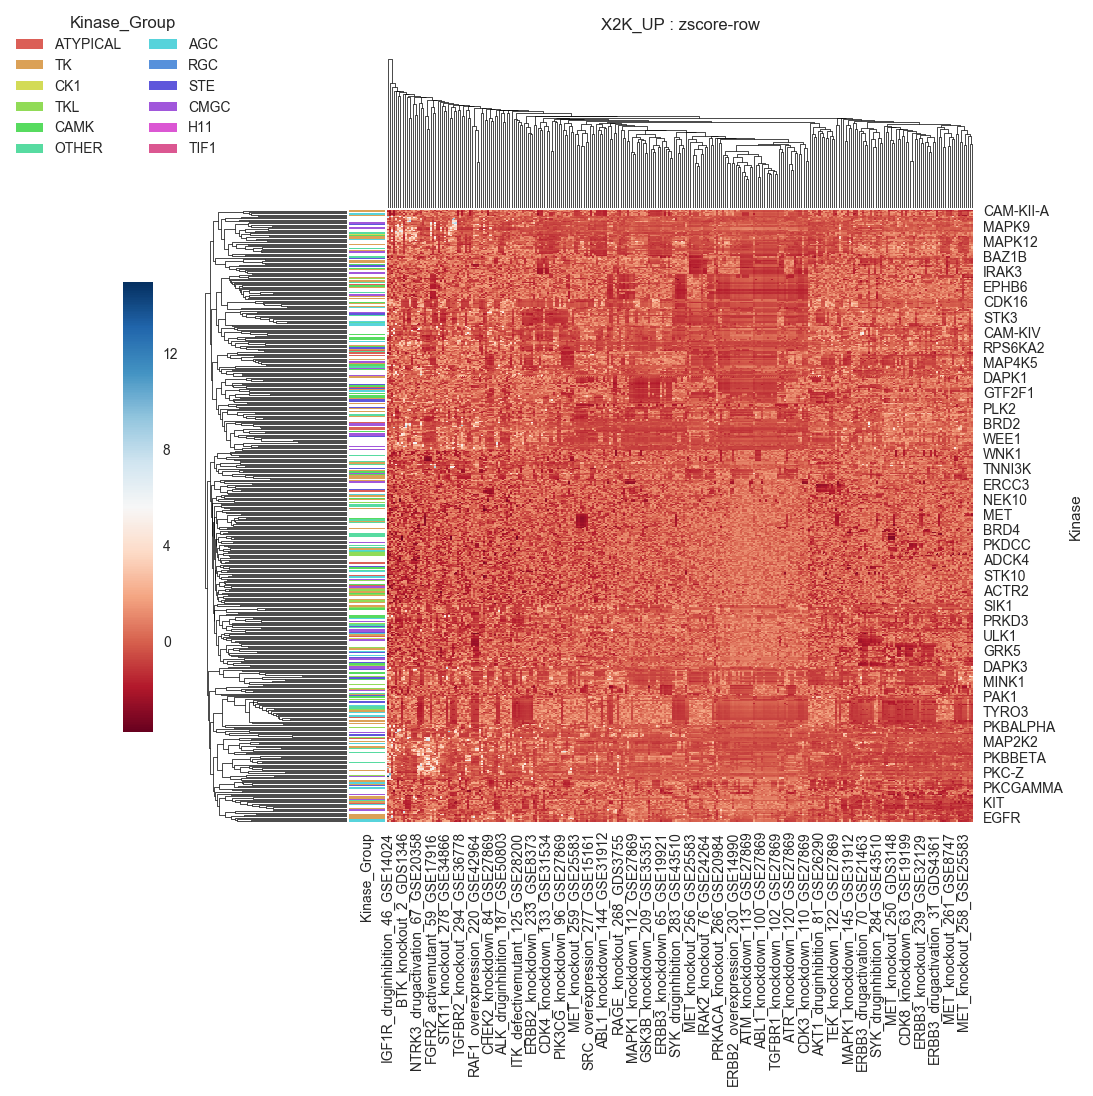 Kinase_Group
ATYPICAL
TK
CK1
TKL
CAMK
OTHER
AGC
RGC
STE
CMGC
H11
TIF1
X2K_UP : zscore-row
12
8
4
0
CAM-KII-A
MAPK9
MAPK12
BAZ1B
IRAK3
EPHB6
CDK16
STK3
CAM-KIV
RPS6KA2
MAP4K5
DAPK1
GTF2F1
PLK2
BRD2
WEE1
WNK1
TNNI3K
ERCC3
NEK10
MET
BRD4
PKDCC
ADCK4
STK10
ACTR2
SIK1
PRKD3
ULK1
GRK5
DAPK3
MINK1
PAK1
TYRO3
PKBALPHA
MAP2K2
PKBBETA
PKC-Z
PKCGAMMA
KIT
EGFR
Kinase
Kinase_Group
IGF1R_druginhibition_46_GSE14024
BTK_knockout_2_GDS1346
NTRK3_drugactivation_67_GSE20358
FGFR2_activemutant_59_GSE17916
STK11_knockout_278_GSE34866
TGFBR2_knockout_294_GSE36778
RAF1_overexpression_220_GSE42964
CHEK2_knockdown_84_GSE27869
ALK_druginhibition_187_GSE50803
ITK_defectivemutant_125_GSE28200
ERBB2_knockdown_233_GSE8373
CDK4_knockdown_133_GSE31534
PIK3CG_knockdown_96_GSE27869
MET_knockout_259_GSE25583
SRC_overexpression_277_GSE15161
ABL1_knockdown_144_GSE31912
RAGE_knockout_268_GDS3755
MAPK1_knockdown_112_GSE27869
GSK3B_knockdown_209_GSE35351
ERBB3_knockdown_85_GSE19921
SYK_druginhibition_283_GSE43510
MET_knockout_256_GSE25583
IRAK2_knockout_76_GSE24264
PRKACA_knockout_266_GSE20984
ERBB2_overexpression_230_GSE14990
ATM_knockdown_113_GSE27869
ABL1_knockdown_100_GSE27869
TGFBR1_knockdown_102_GSE27869
ATR_knockdown_120_GSE27869
CDK3_knockdown_110_GSE27869
AKT1_druginhibition_81_GSE26290
TEK_knockdown_122_GSE27869
MAPK1_knockdown_145_GSE31912
ERBB3_drugactivation_70_GSE21463
SYK_druginhibition_284_GSE43510
MET_knockout_250_GDS3148
CDK8_knockdown_63_GSE19199
ERBB3_knockout_239_GSE32129
ERBB3_drugactivation_31_GDS4361
MET_knockout_261_GSE8747
MET_knockout_258_GSE25583